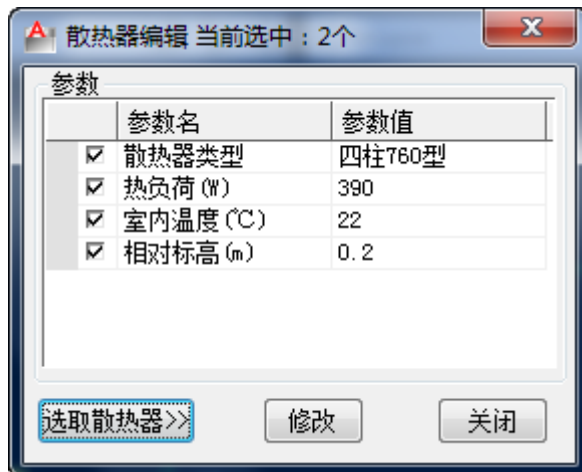 散热器编辑 当前选中：2个
参数
参数名 参数值
散热器类型 四柱760型
热负荷(W) 390
室内温度(℃) 22
相对标高(m) 0.2
选取散热器>> 修改 关闭